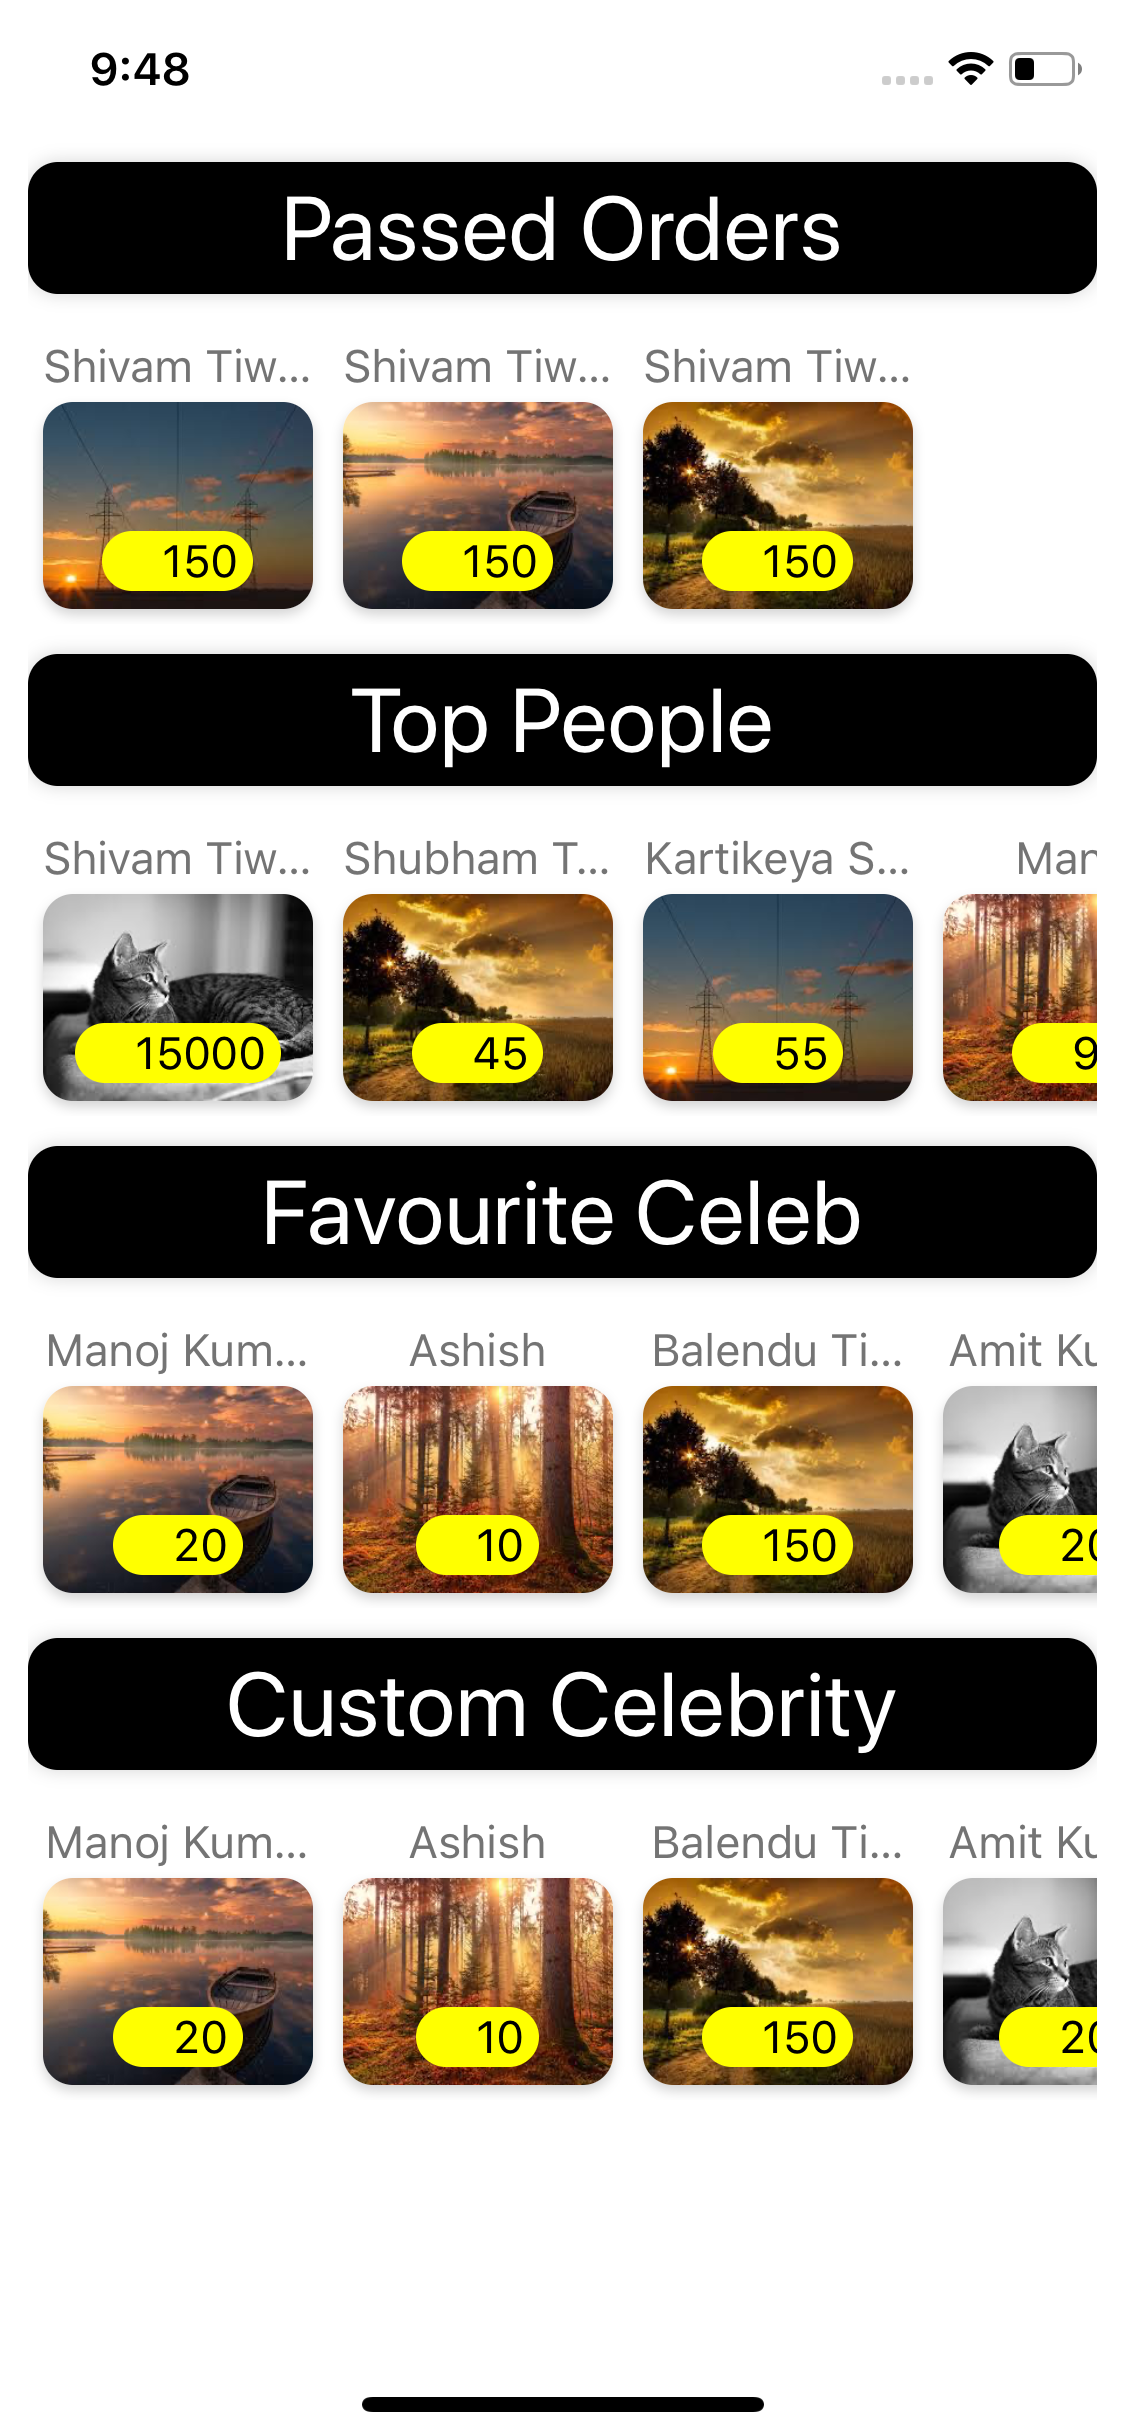 9:48
Passed Orders
Shivam Tiw... Shivam Tiw... Shivam Tiw...
150 150 150
Top People
Shivam Tiw... Shubham T... Kartikeya S... Man
15000 45 55 9
Favourite Celeb
Manoj Kum... Ashish Balendu Ti... Amit Ku
20 10 150 20
Custom Celebrity
Manoj Kum... Ashish Balendu Ti... Amit Ku
20 10 150 20